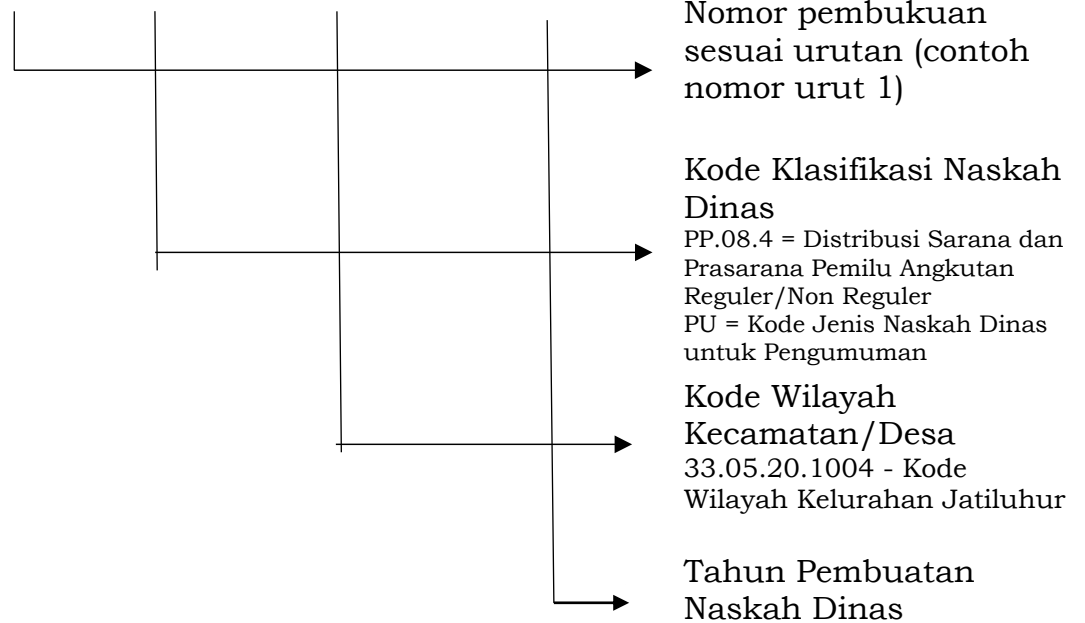 Nomor pembukuan
sesuai urutan (contoh
nomor urut 1)
Kode Klasifikasi Naskah
Dinas
PP.08.4 = Distribusi Sarana dan
Prasarana Pemilu Angkutan
Reguler/Non Reguler
PU = Kode Jenis Naskah Dinas
untuk Pengumuman
Kode Wilayah
Kecamatan/Desa
33.05.20.1004 - Kode
Wilayah Kelurahan Jatiluhur
Tahun Pembuatan
Naskah Dinas